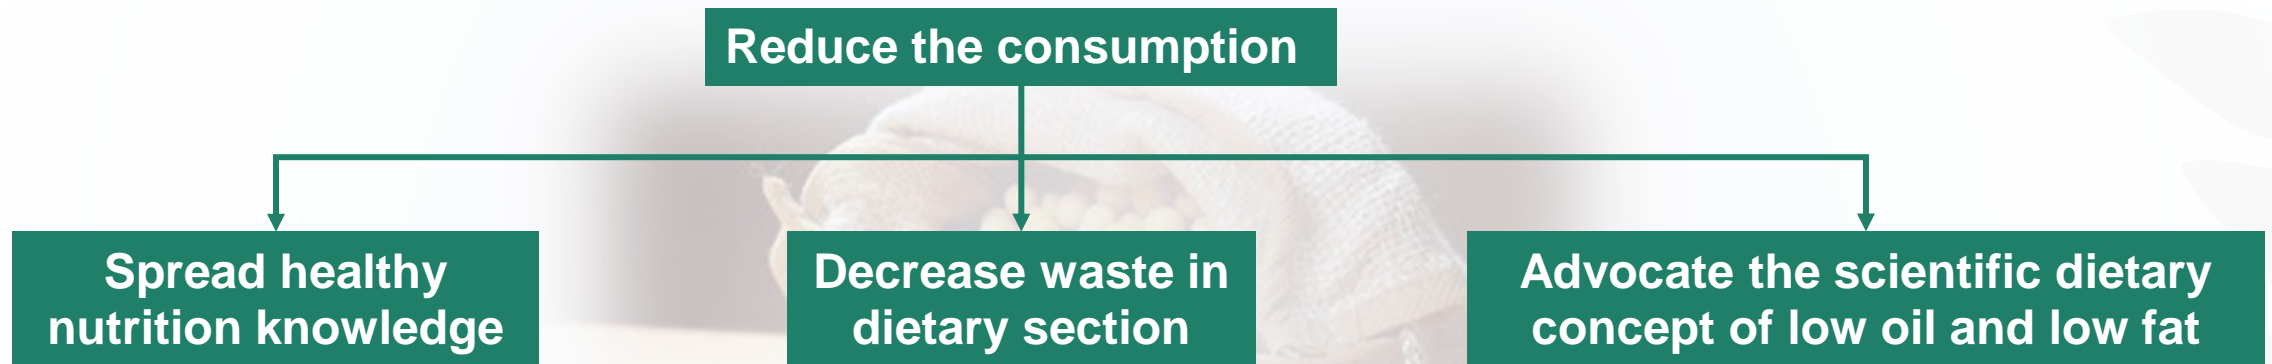 Reduce the consumption
Spread healthy
nutrition knowledge
Decrease waste in
dietary section
Advocate the scientific dietary
concept of low oil and low fat